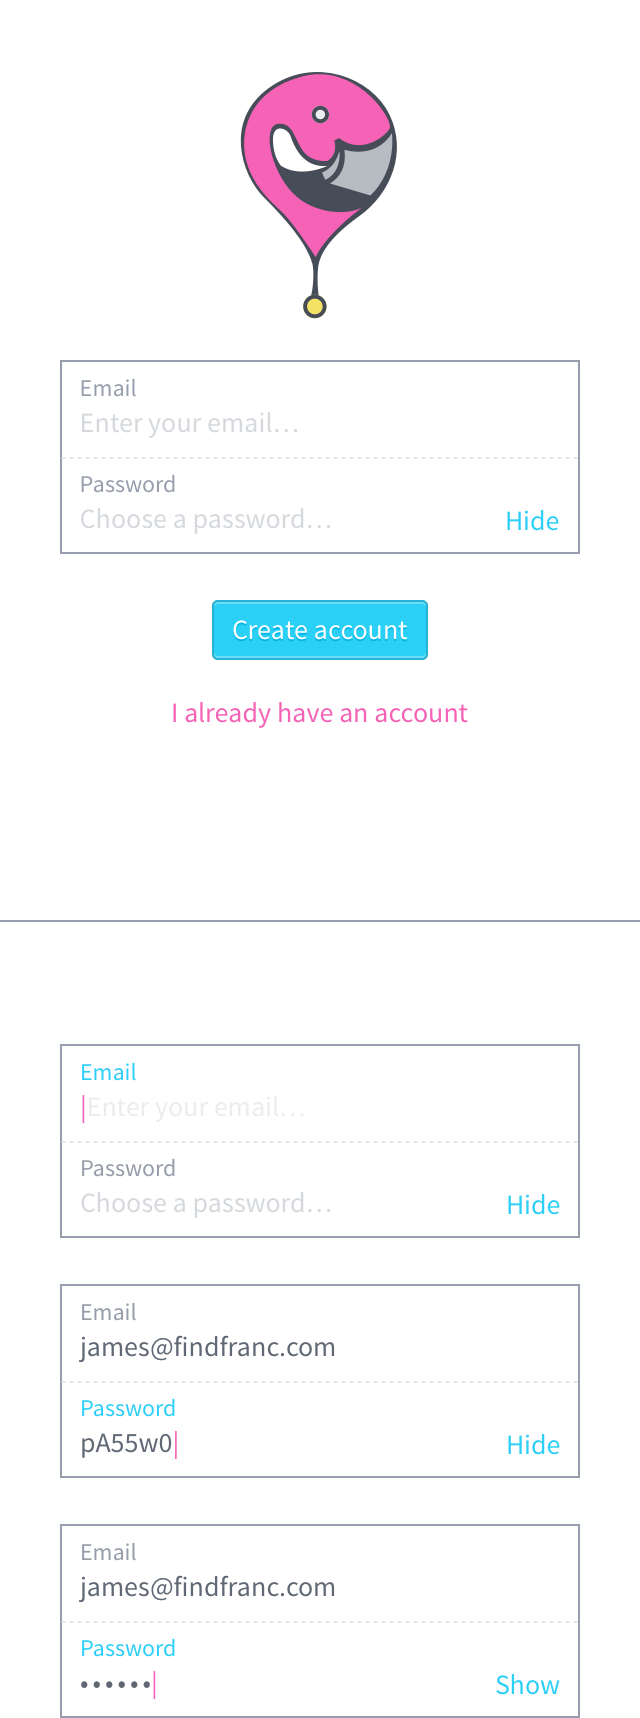 Email
Enter your email...
Password
Choose a password...
Hide
Create account
I already have an account
Email
Enter your email...
Password
Choose a password...
Hide
Email
james@findfranc.com
Password
pA55w0
Hide
Email
james@findfranc.com
Password
••••••
Show